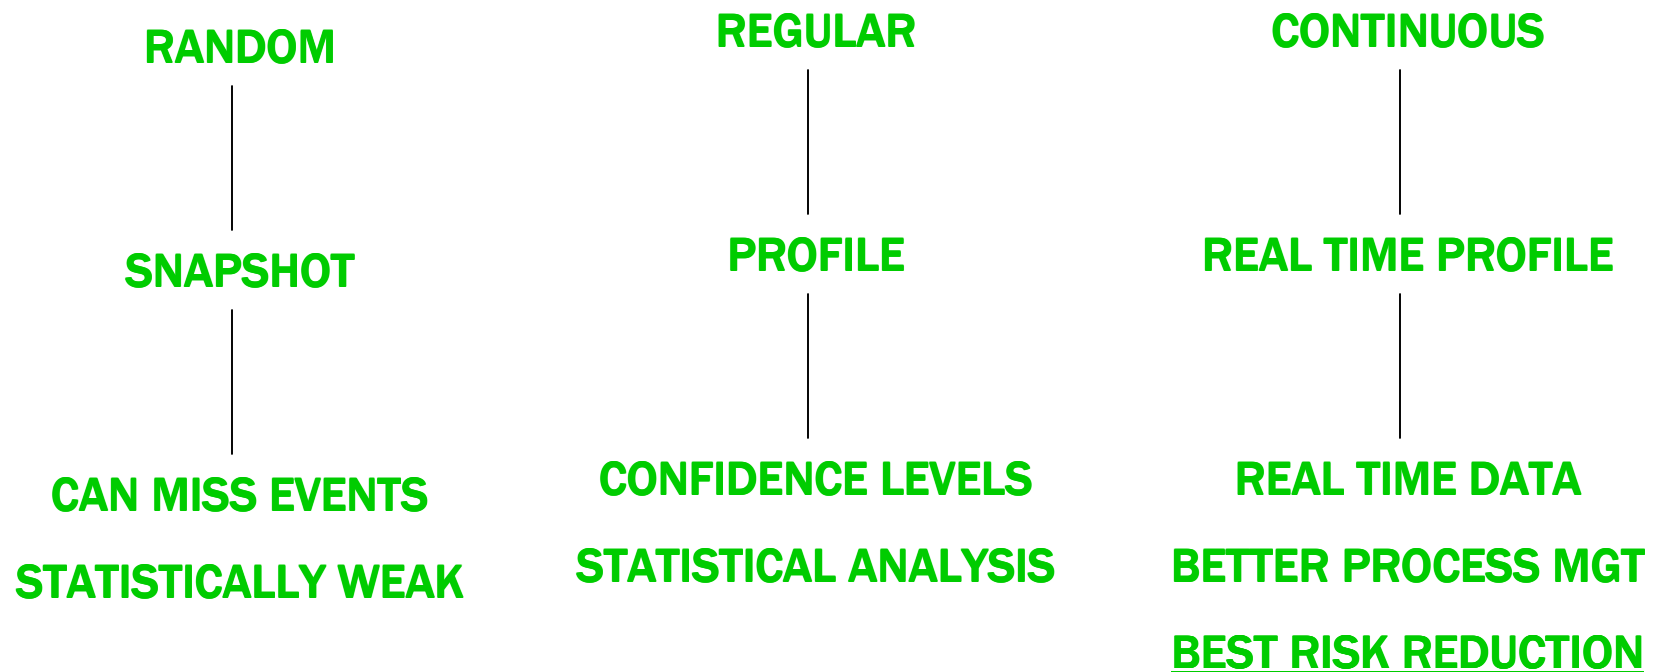 RANDOM
SNAPSHOT
CAN MISS EVENTS
STATISTICALLY WEAK
REGULAR
PROFILE
CONFIDENCE LEVELS
STATISTICAL ANALYSIS
CONTINUOUS
REAL TIME PROFILE
REAL TIME DATA
BETTER PROCESS MGT
BEST RISK REDUCTION